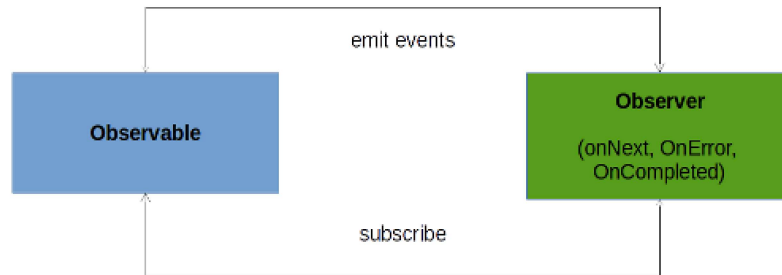 emit events
Observable
Observer
(onNext, OnError,
OnCompleted)
subscribe